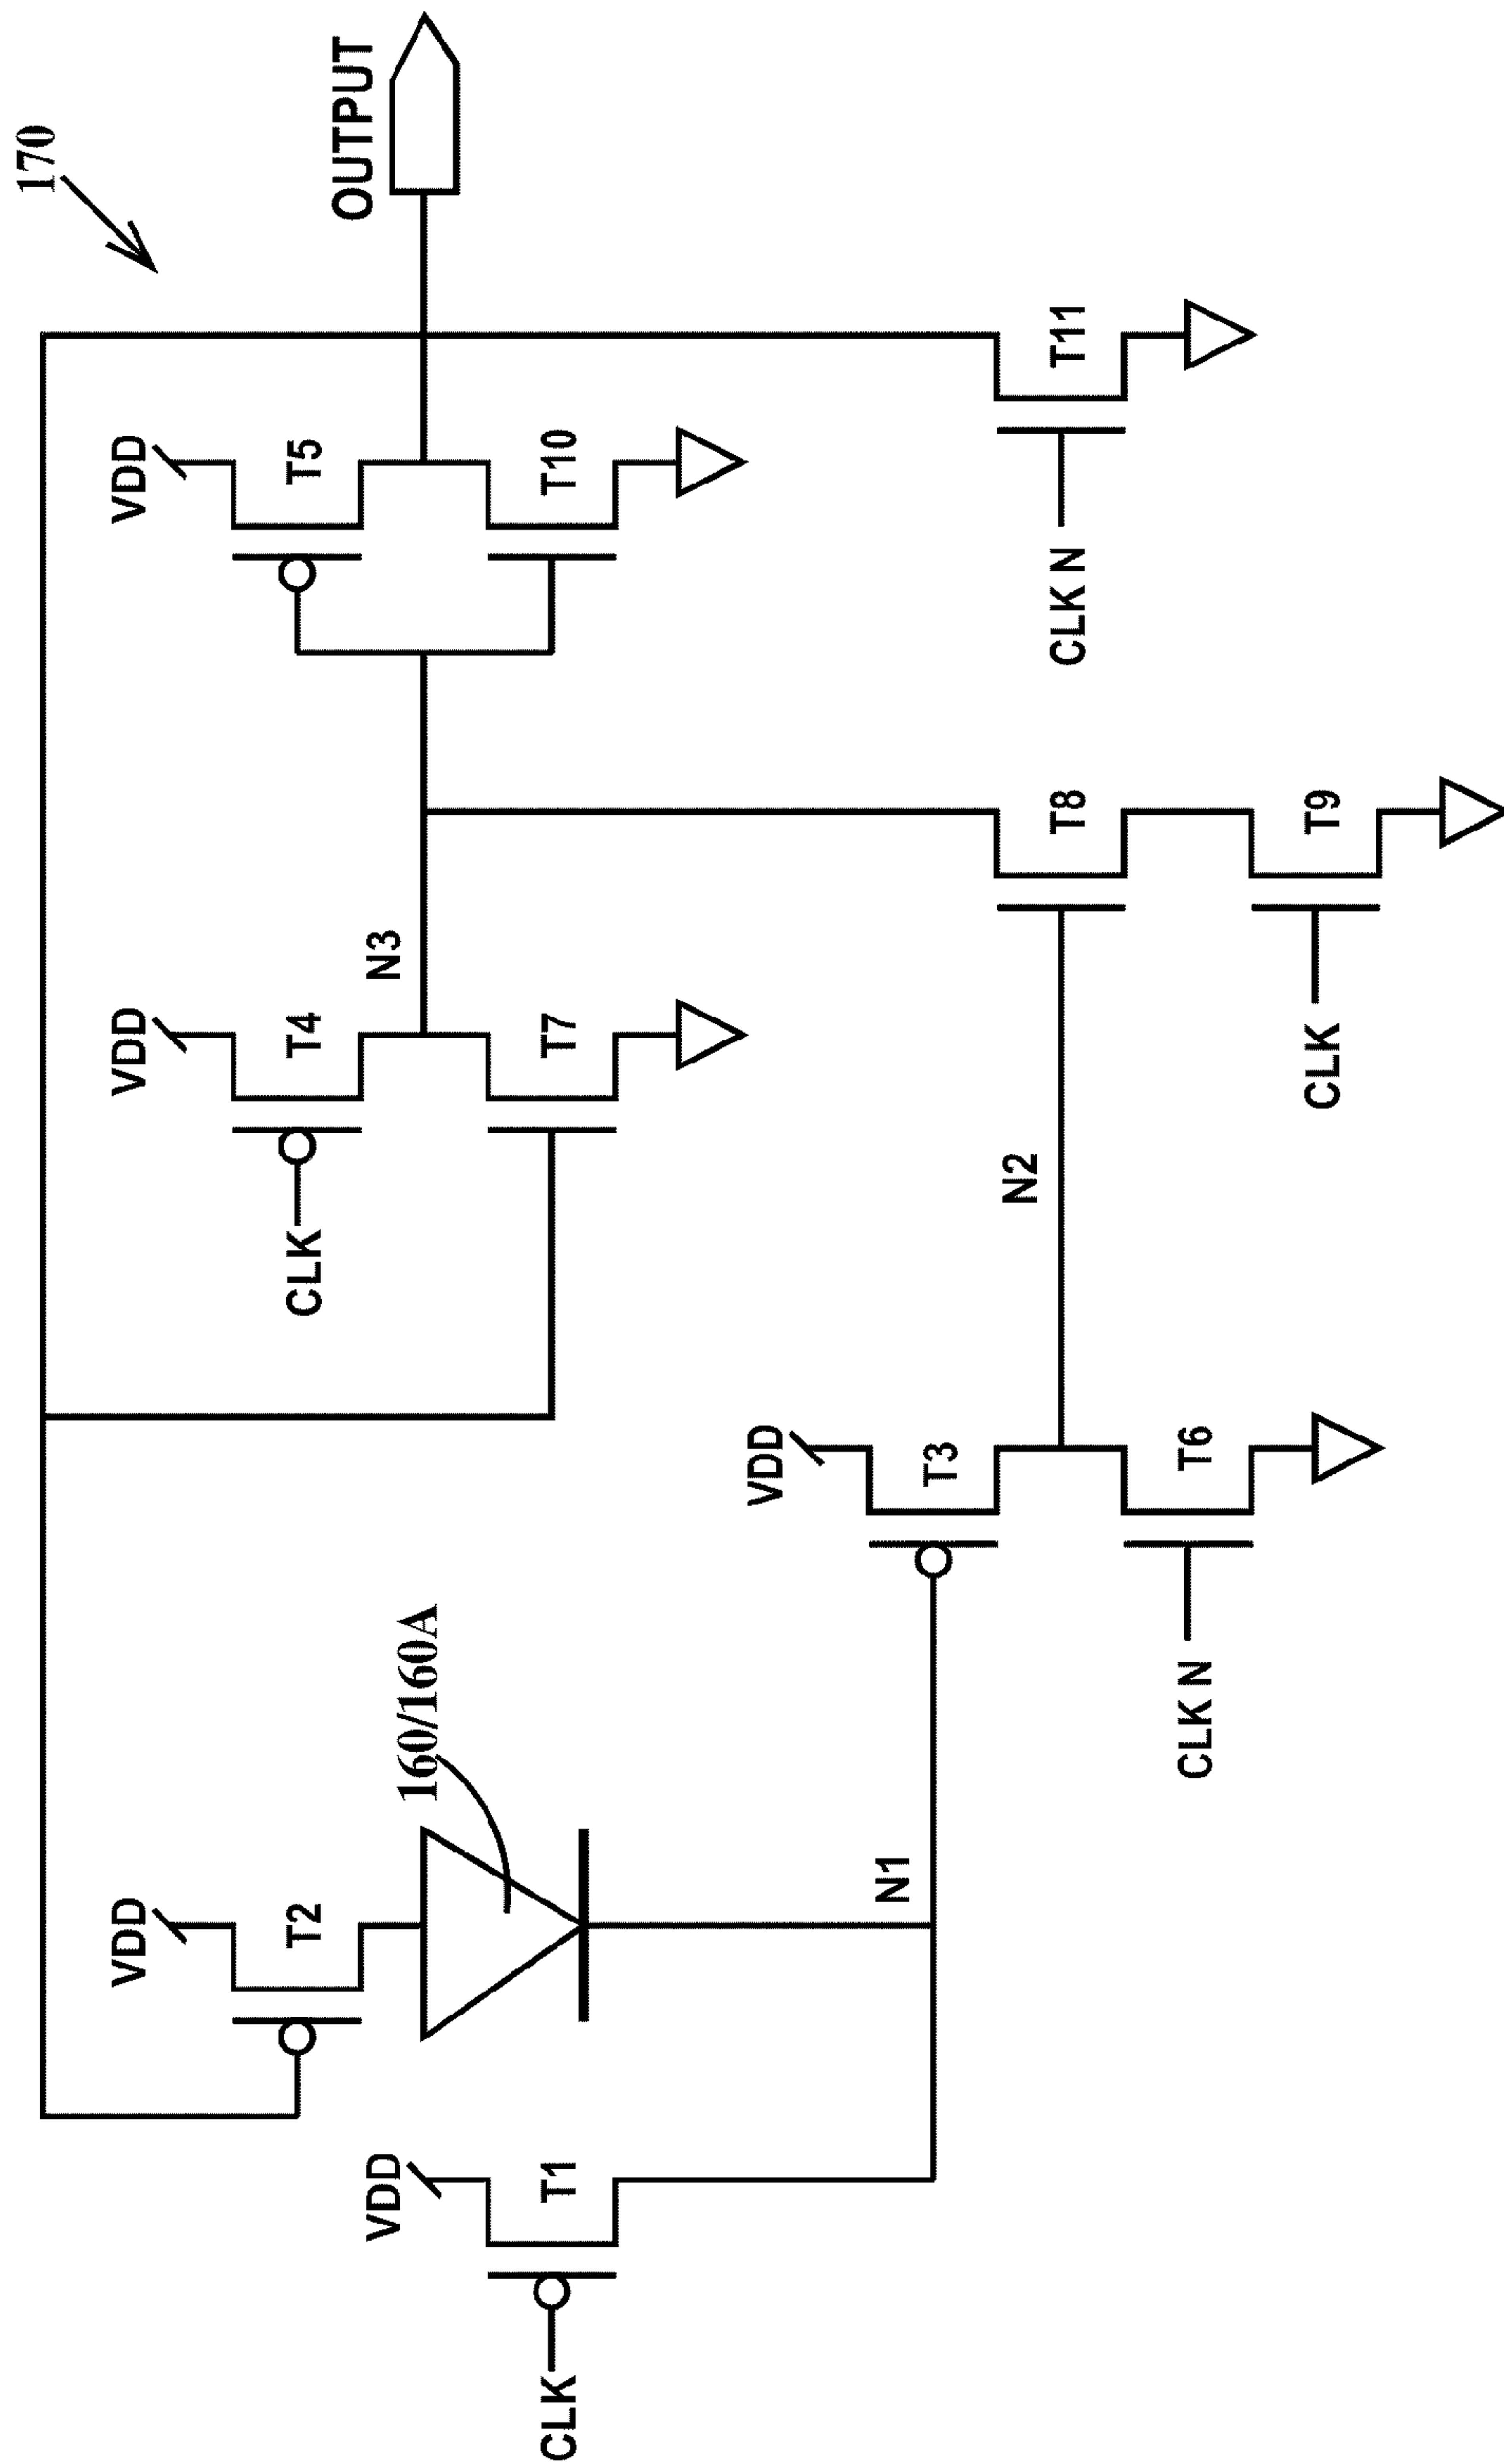 170
OUTPUT
VDD
T5
T10
CLK N
T11
VDD
CLK
T4
N3
T7
T8
CLK
T9
N2
VDD
T3
CLK N
T6
160/160A
VDD
T2
N1
VDD
T1
CLK